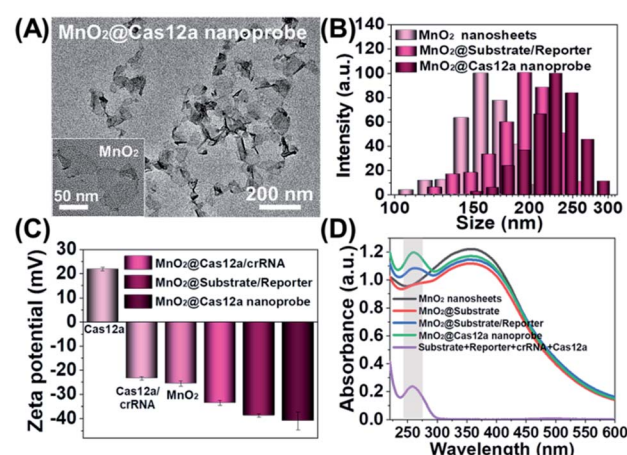 (A)
MnO2@Cas12a nanoprobe
MnO2
50 nm
200 nm
(B)
Intensity (a.u.)
140
120
100
80
60
40
20
0
MnO2 nanosheets
MnO2@Substrate/Reporter
MnO2@Cas12a nanoprobe
100
150
200
250
300
Size (nm)
(C)
Zeta potential (mV)
30
20
10
0
-10
-20
-30
-40
MnO2@Cas12a/crRNA
MnO2@Substrate/Reporter
MnO2@Cas12a nanoprobe
Cas12a
Cas12a/
crRNA
MnO2
(D)
Absorbance (a.u.)
1.2
1.0
0.8
0.6
0.4
0.2
0.0
MnO2 nanosheets
MnO2@Substrate
MnO2@Substrate/Reporter
MnO2@Cas12a nanoprobe
Substrate+Reporter+crRNA+Cas12a
250 300 350 400 450 500 550 600
Wavelength (nm)